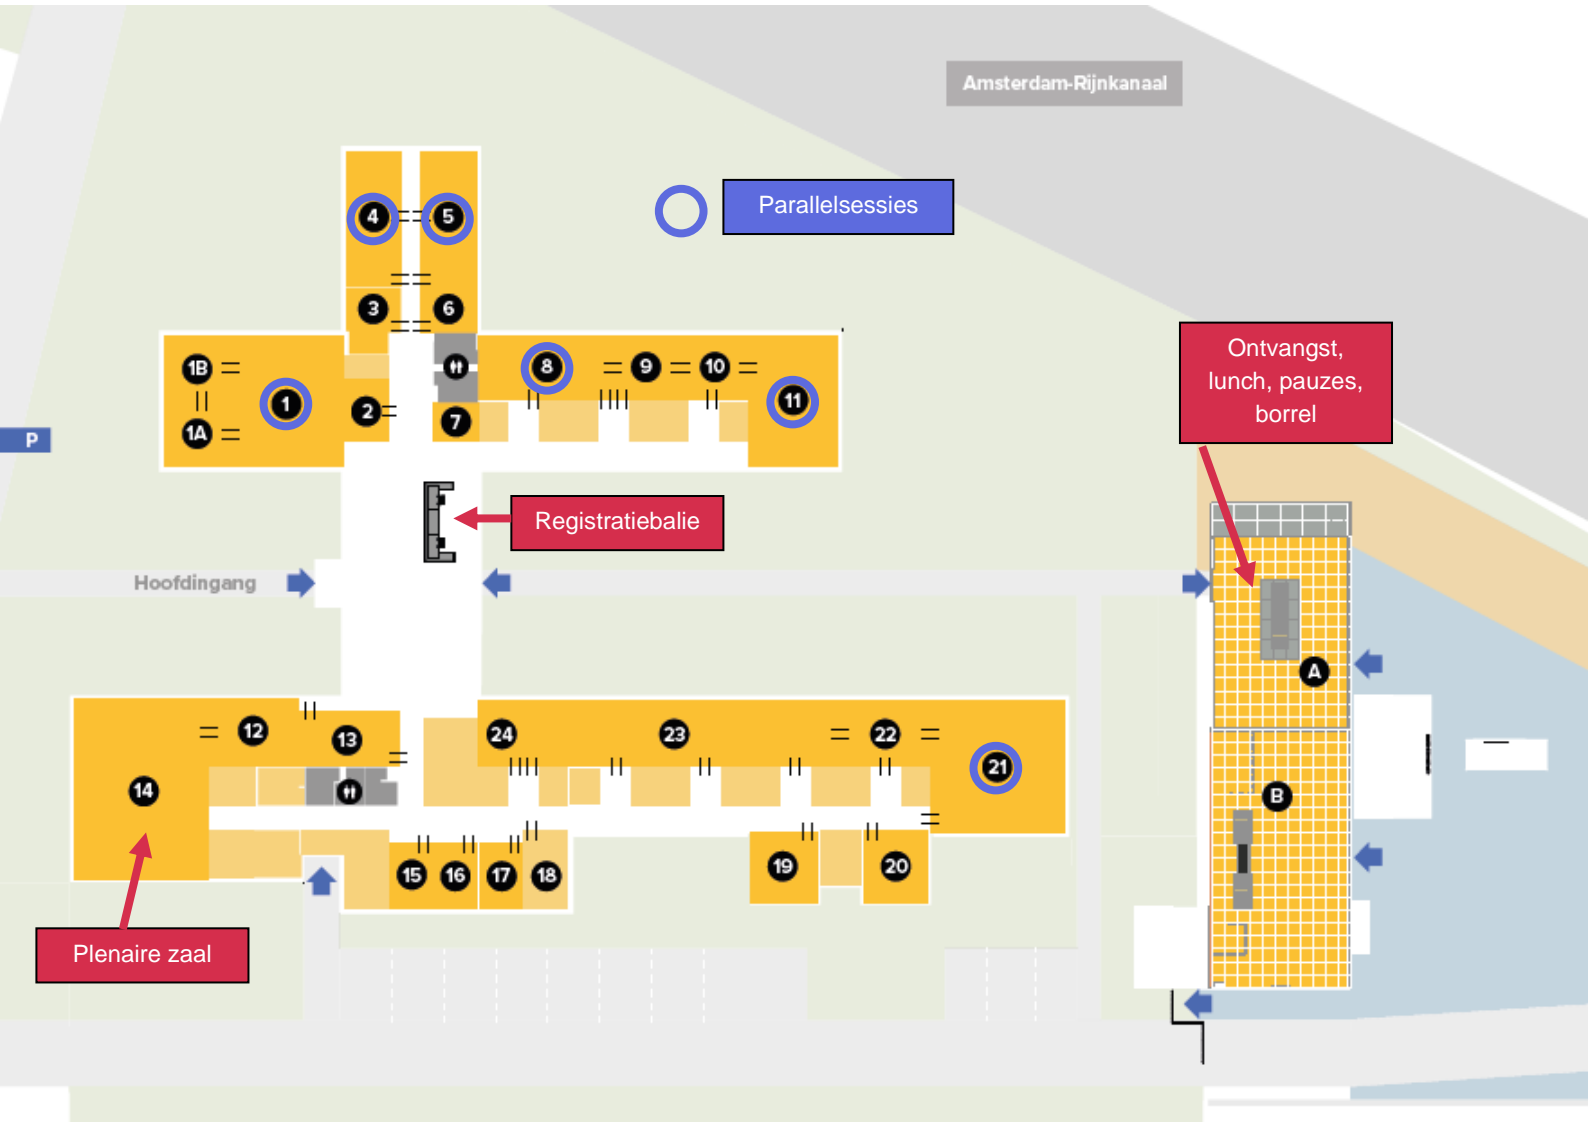 Amsterdam-Rijnkanaal
Parallelsessies
4
5
3
6
1B
1
1A
2
7
8
9
10
11
P
Ontvangst,
lunch, pauzes,
borrel
Registratiebalie
Hoofdingang
A
B
12
13
14
24
23
22
21
15
16
17
18
19
20
Plenaire zaal